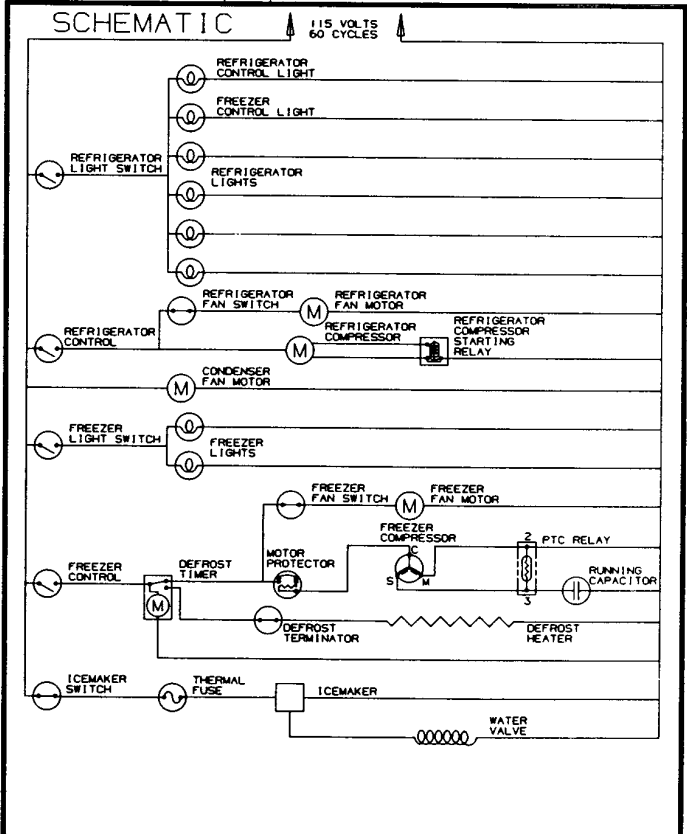 SCHEMATIC
115 VOLTS
60 CYCLES
REFRIGERATOR
CONTROL LIGHT
FREEZER
CONTROL LIGHT
REFRIGERATOR
LIGHT SWITCH
REFRIGERATOR
LIGHTS
REFRIGERATOR
FAN SWITCH
REFRIGERATOR
FAN MOTOR
M
REFRIGERATOR
CONTROL
REFRIGERATOR
COMPRESSOR
M
REFRIGERATOR
COMPRESSOR
STARTING
RELAY
CONDENSER
FAN MOTOR
M
FREEZER
LIGHT SWITCH
FREEZER
LIGHTS
FREEZER
FAN SWITCH
FREEZER
FAN MOTOR
M
FREEZER
CONTROL
DEFROST
TIMER
M
MOTOR
PROTECTOR
FREEZER
COMPRESSOR
C
S
M
2
PTC RELAY
3
RUNNING
CAPACITOR
DEFROST
TERMINATOR
DEFROST
HEATER
ICEMAKER
SWITCH
THERMAL
FUSE
ICEMAKER
WATER
VALVE